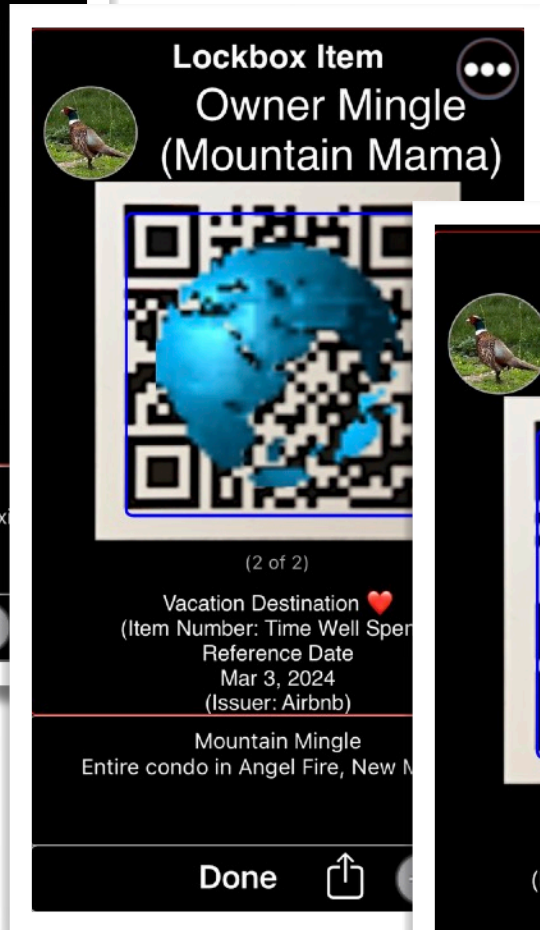 Lockbox Item
Owner Mingle
(Mountain Mama)
(2 of 2)
Vacation Destination ❤️
(Item Number: Time Well Spen
Reference Date
Mar 3, 2024
(Issuer: Airbnb)
Mountain Mingle
Entire condo in Angel Fire, New
Done